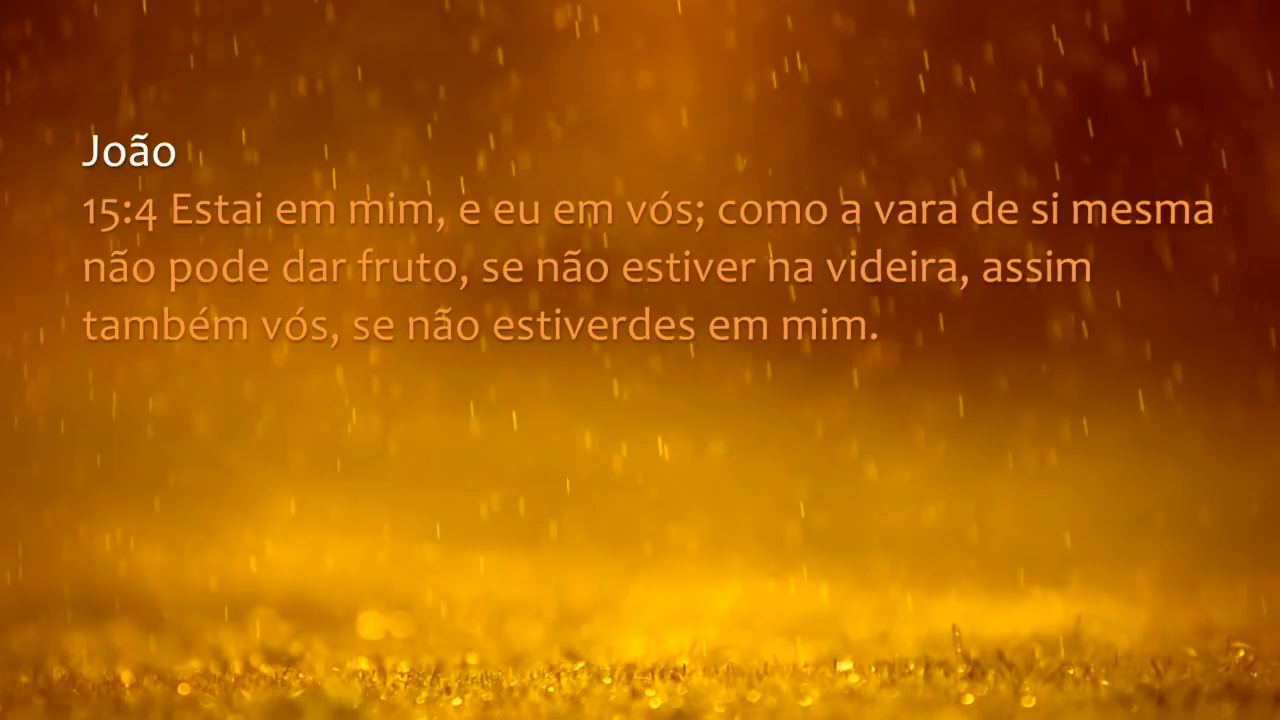 João
15:4 Estai em mim, e eu em vós; como a vara de si mesma
não pode dar fruto, se não estiver na videira, assim
também vós, se não estiverdes em mim.